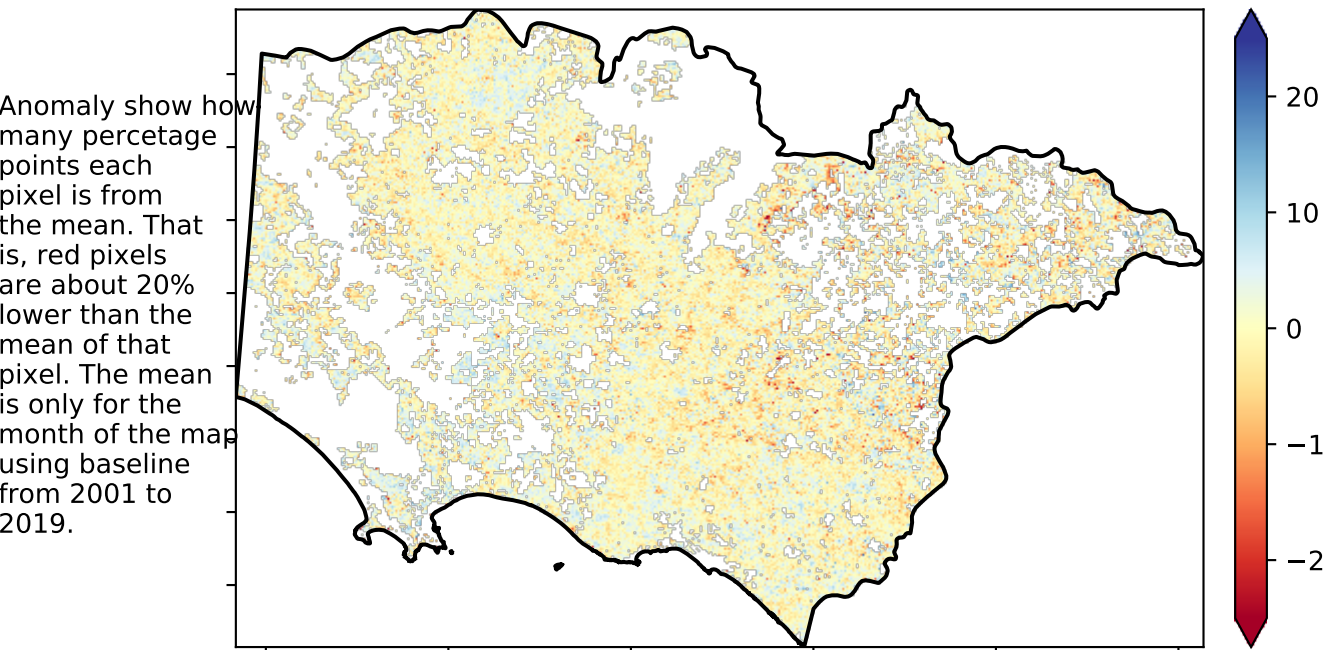 Anomaly show how
many percetage
points each
pixel is from
the mean. That
is, red pixels
are about 20%
lower than the
mean of that
pixel. The mean
is only for the
month of the map
using baseline
from 2001 to
2019.
20
10
0
−1
−2